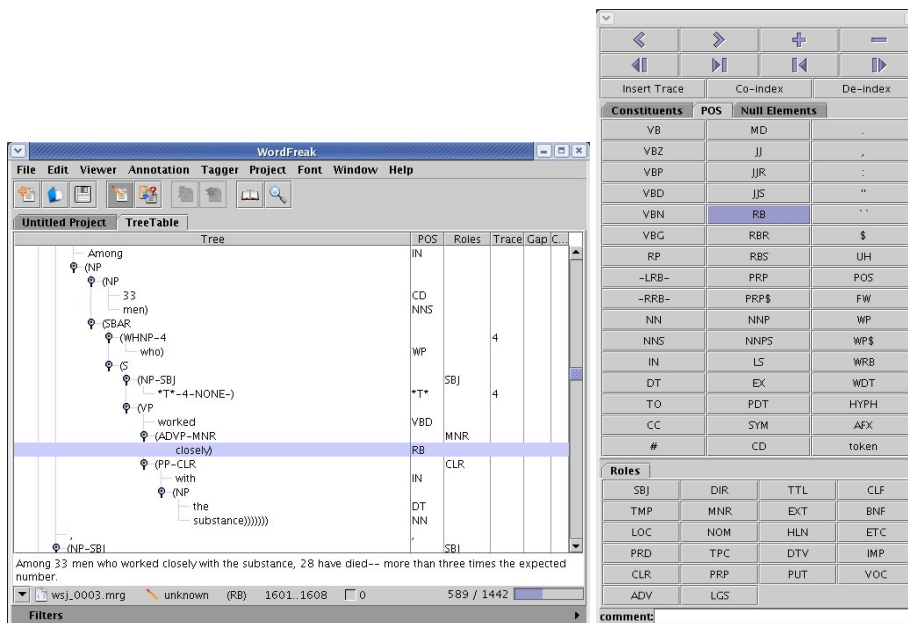 WordFreak
File Edit Viewer Annotation Tagger Project Font Window Help
Untitled Project TreeTable
Tree POS Roles Trace Gap C...
Among IN
(NP
(NP
33 CD
men) NNS
(SBAR
(WHNP-4 4
who) WP
(S
(NP-SBJ SBJ
*T*-4-NONE-) *T* 4
(VP
worked VBD
(ADVP-MNR MNR
closely) RB
(PP-CLR CLR
with IN
(NP
the DT
substance))))))) NN
, ,
(NP-SBJ SBJ
Among 33 men who worked closely with the substance, 28 have died-- more than three times the expected
number.
wsj_0003.mrg unknown (RB) 1601..1608 0 589 / 1442
Filters
Insert Trace Co-index De-index
Constituents POS Null Elements
VB MD .
VBZ JJ ,
VBP JJR :
VBD JJS "
VBN RB ``
VBG RBR $
RP RBS UH
-LRB- PRP POS
-RRB- PRP$ FW
NN NNP WP
NNS NNPS WP$
IN LS WRB
DT EX WDT
TO PDT HYPH
CC SYM AFX
# CD token
Roles
SBJ DIR TTL CLF
TMP MNR EXT BNF
LOC NOM HLN ETC
PRD TPC DTV IMP
CLR PRP PUT VOC
ADV LGS
comment: